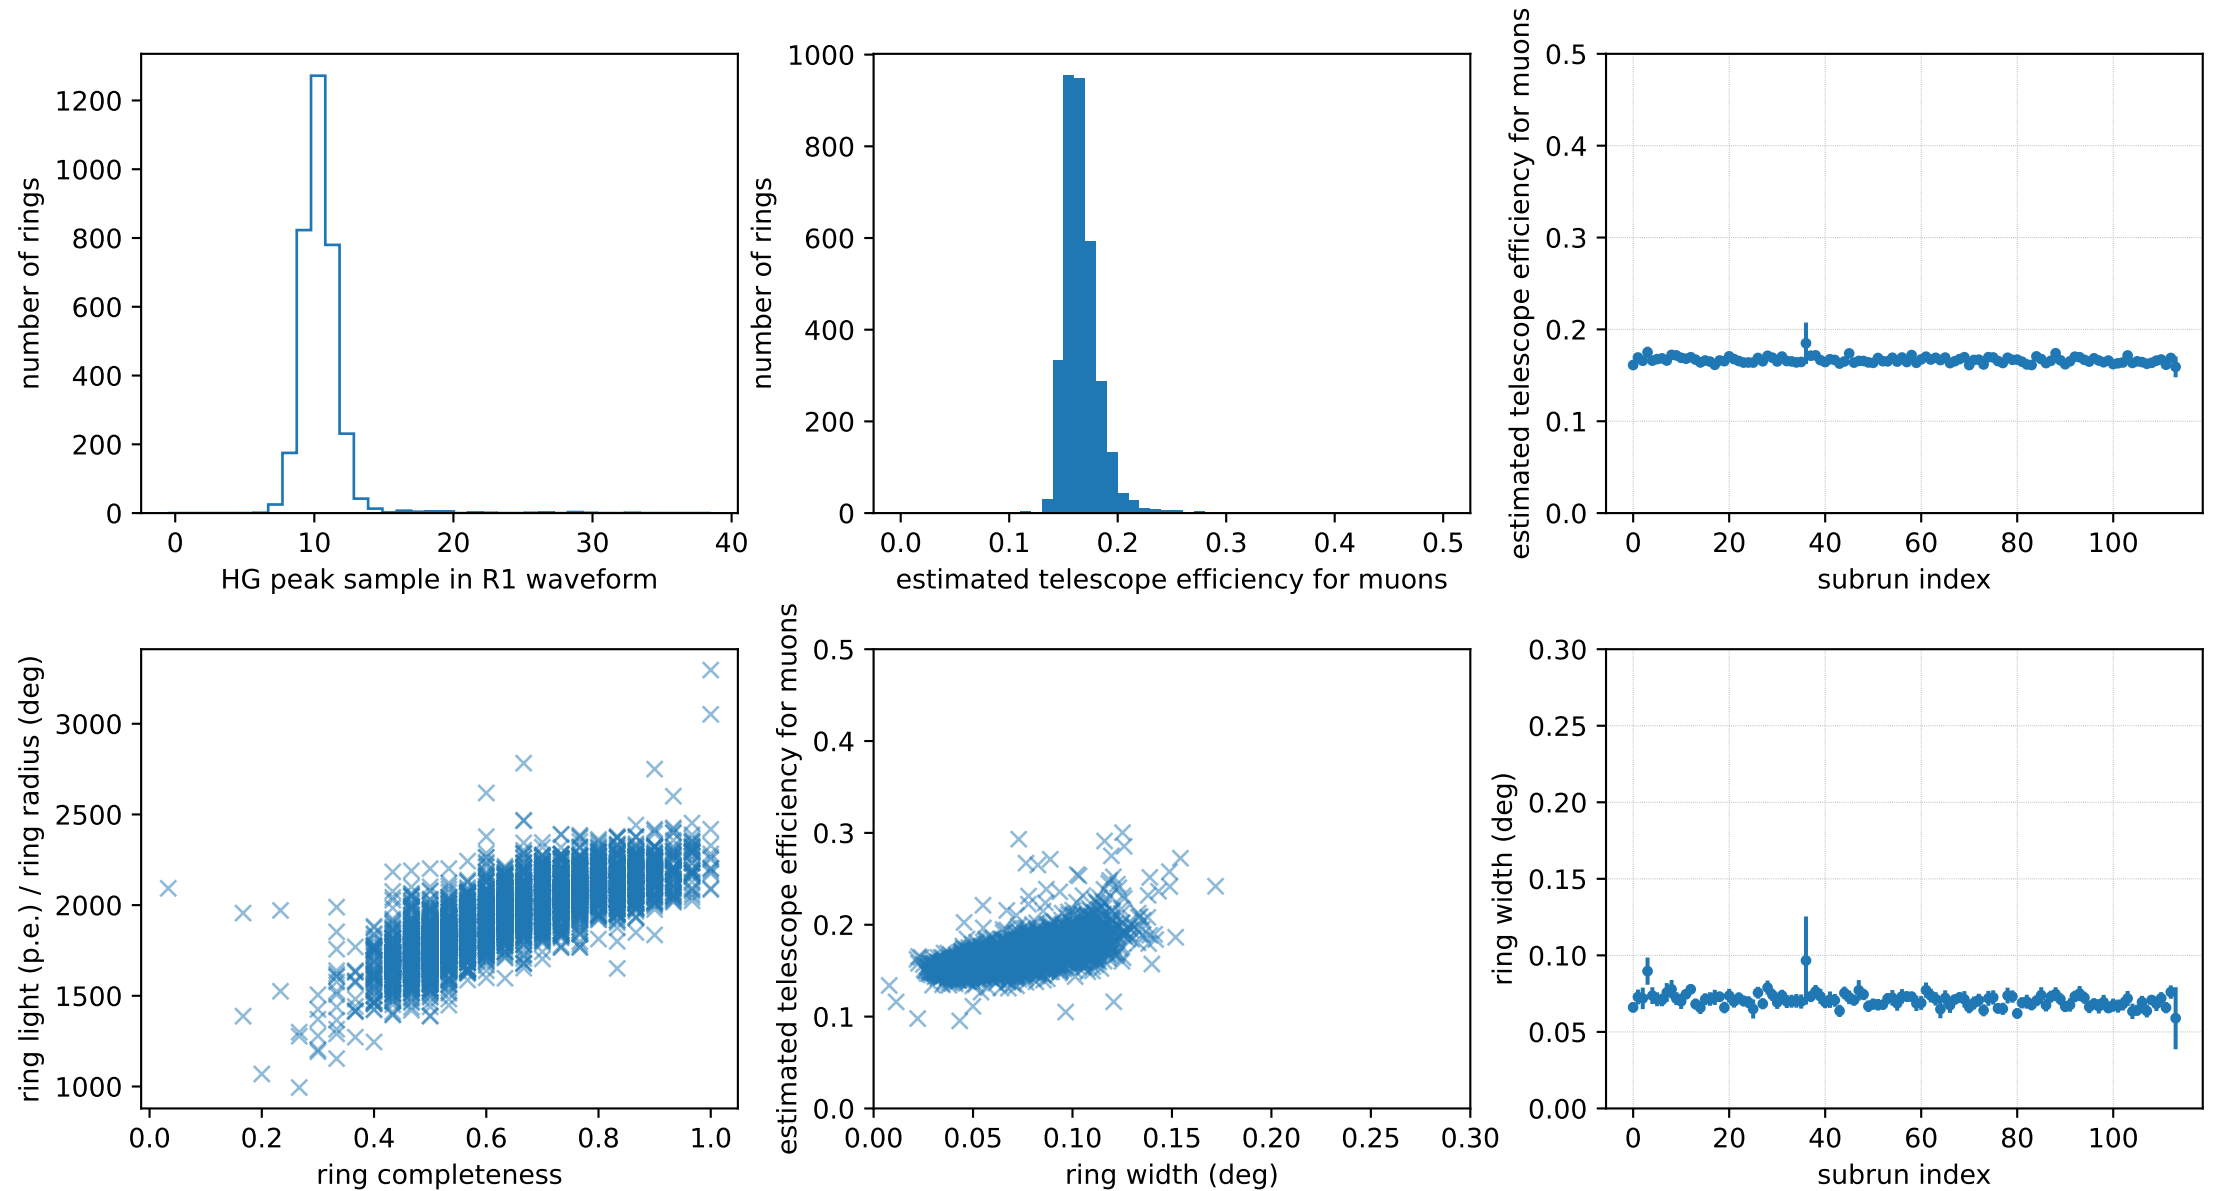 number of rings
1200
1000
800
600
400
200
0
0 10 20 30 40
HG peak sample in R1 waveform
number of rings
1000
800
600
400
200
0
0.0 0.1 0.2 0.3 0.4 0.5
estimated telescope efficiency for muons
estimated telescope efficiency for muons
0.5
0.4
0.3
0.2
0.1
0.0
0 20 40 60 80 100
subrun index
ring light (p.e.) / ring radius (deg)
3000
2500
2000
1500
1000
0.0 0.2 0.4 0.6 0.8 1.0
ring completeness
estimated telescope efficiency for muons
0.5
0.4
0.3
0.2
0.1
0.0
0.00 0.05 0.10 0.15 0.20 0.25 0.30
ring width (deg)
ring width (deg)
0.30
0.25
0.20
0.15
0.10
0.05
0.00
0 20 40 60 80 100
subrun index